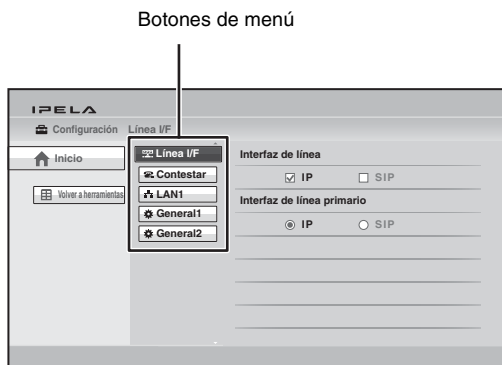 Botones de menú
IPELA
Configuración Línea I/F
Inicio
Volver a herramientas
Línea I/F
Contestar
LAN1
General1
General2
Interfaz de línea
IP SIP
Interfaz de línea primario
IP SIP